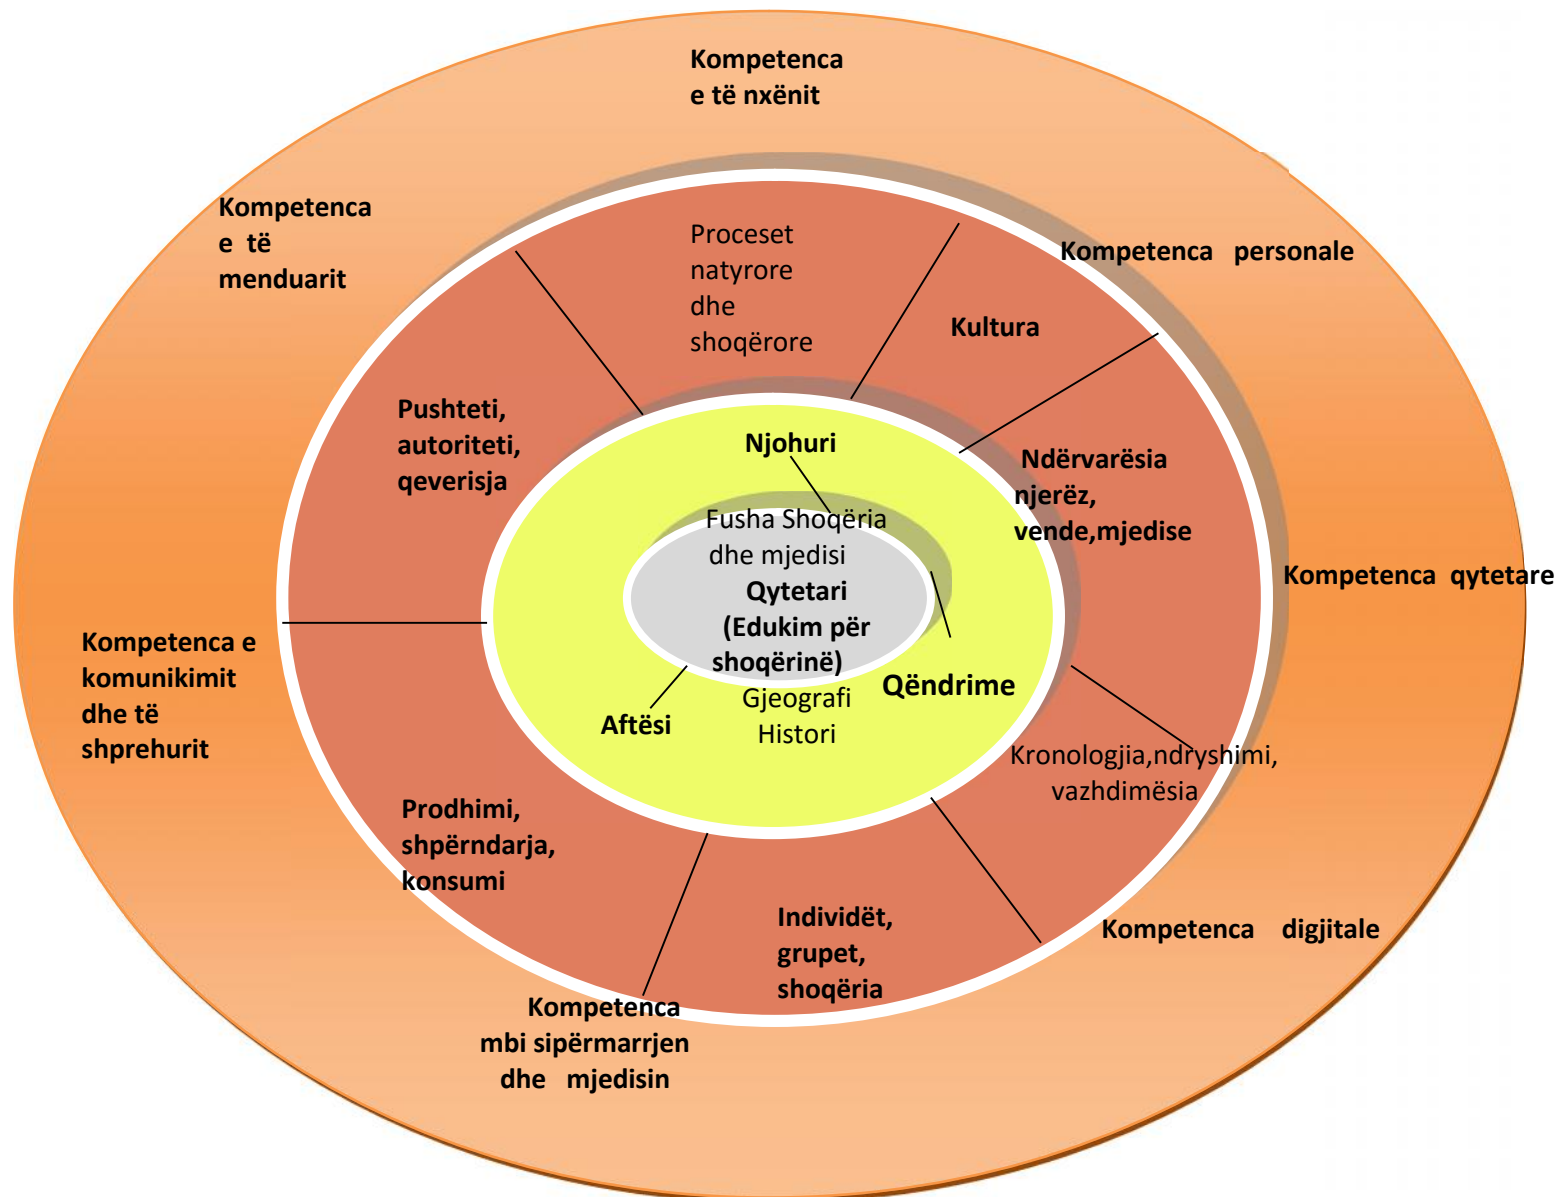 Kompetenca
e të nxënit
Kompetenca
e të
menduarit
Kompetenca personale
Proceset
natyrore
dhe
shoqërore
Kultura
Pushteti,
autoriteti,
qeverisja
Njohuri
Ndërvarësia
njerëz,
vende,mjedise
Fusha Shoqëria
dhe mjedisi
Qytetari
(Edukim për
shoqërinë)
Gjeografi
Histori
Kompetenca qytetare
Kompetenca e
komunikimit
dhe të
shprehurit
Aftësi
Qëndrime
Kronologjia,ndryshimi,
vazhdimësia
Prodhimi,
shpërndarja,
konsumi
Individët,
grupet,
shoqëria
Kompetenca digjitale
Kompetenca
mbi sipërmarrjen
dhe mjedisin